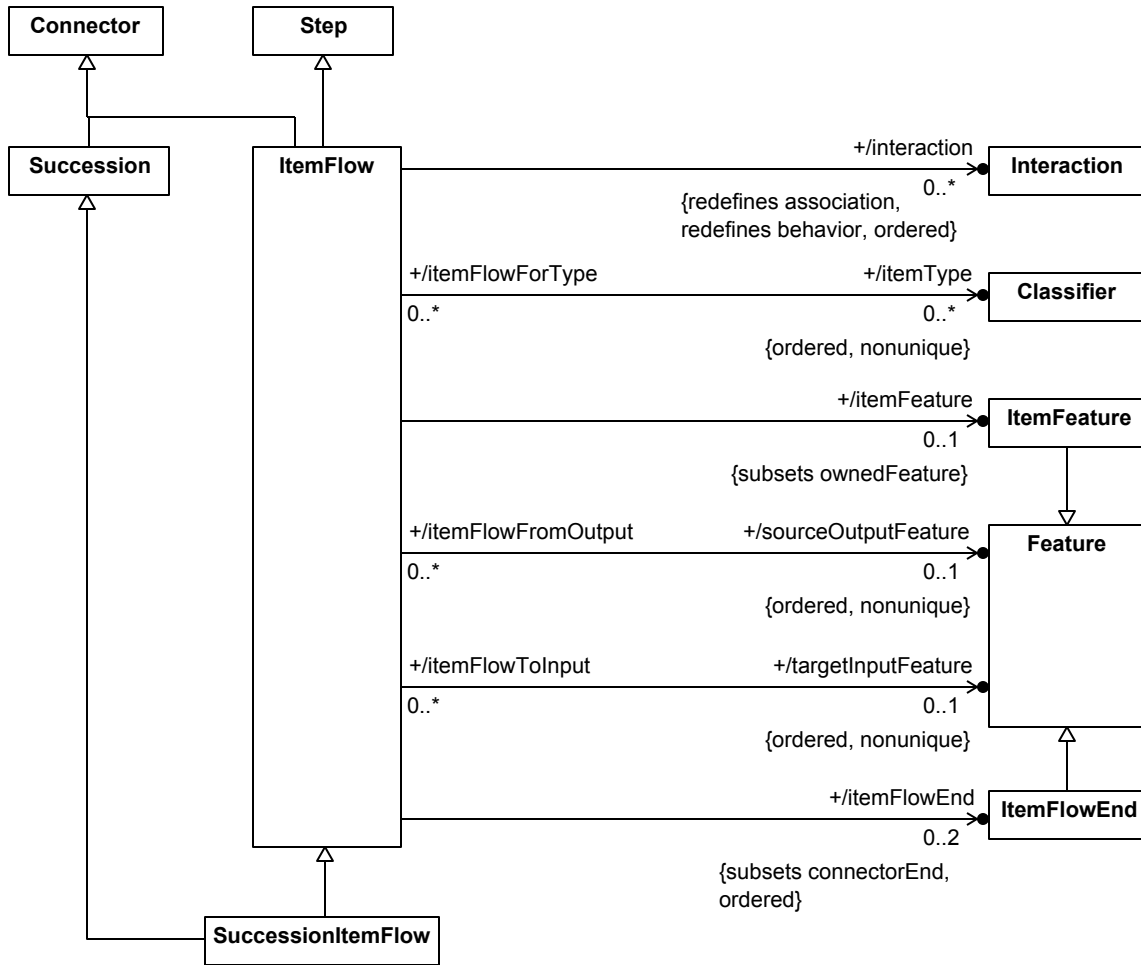 Connector
Step
Succession
ItemFlow
+/interaction
Interaction
0..*
{redefines association,
redefines behavior, ordered}
+/itemFlowForType
+/itemType
Classifier
0..*
0..*
{ordered, nonunique}
+/itemFeature
ItemFeature
0..1
{subsets ownedFeature}
+/itemFlowFromOutput
+/sourceOutputFeature
Feature
0..*
0..1
{ordered, nonunique}
+/itemFlowToInput
+/targetInputFeature
0..*
0..1
{ordered, nonunique}
+/itemFlowEnd
ItemFlowEnd
0..2
{subsets connectorEnd,
ordered}
SuccessionItemFlow